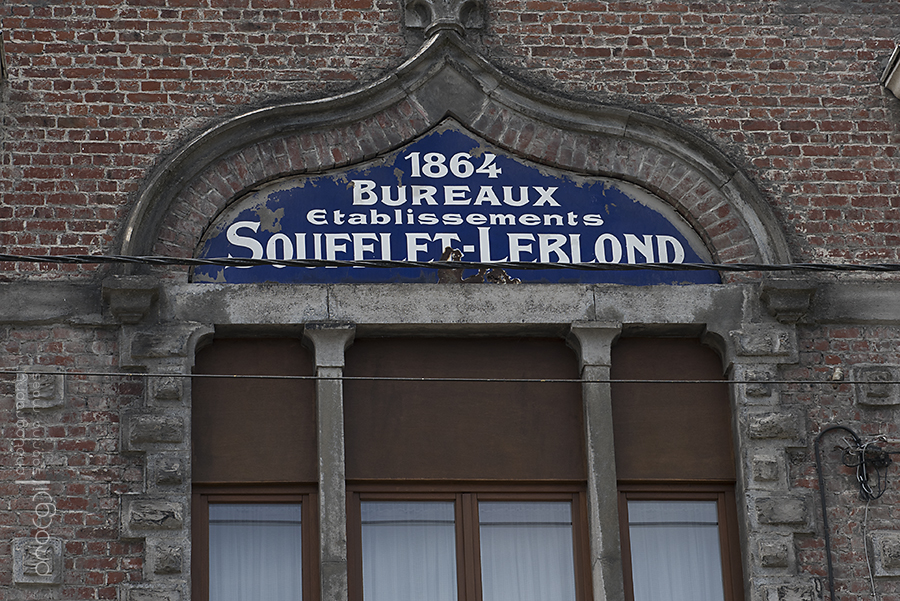 1864
BUREAUX
Etablissements
SOUFFLET-LEBLOND